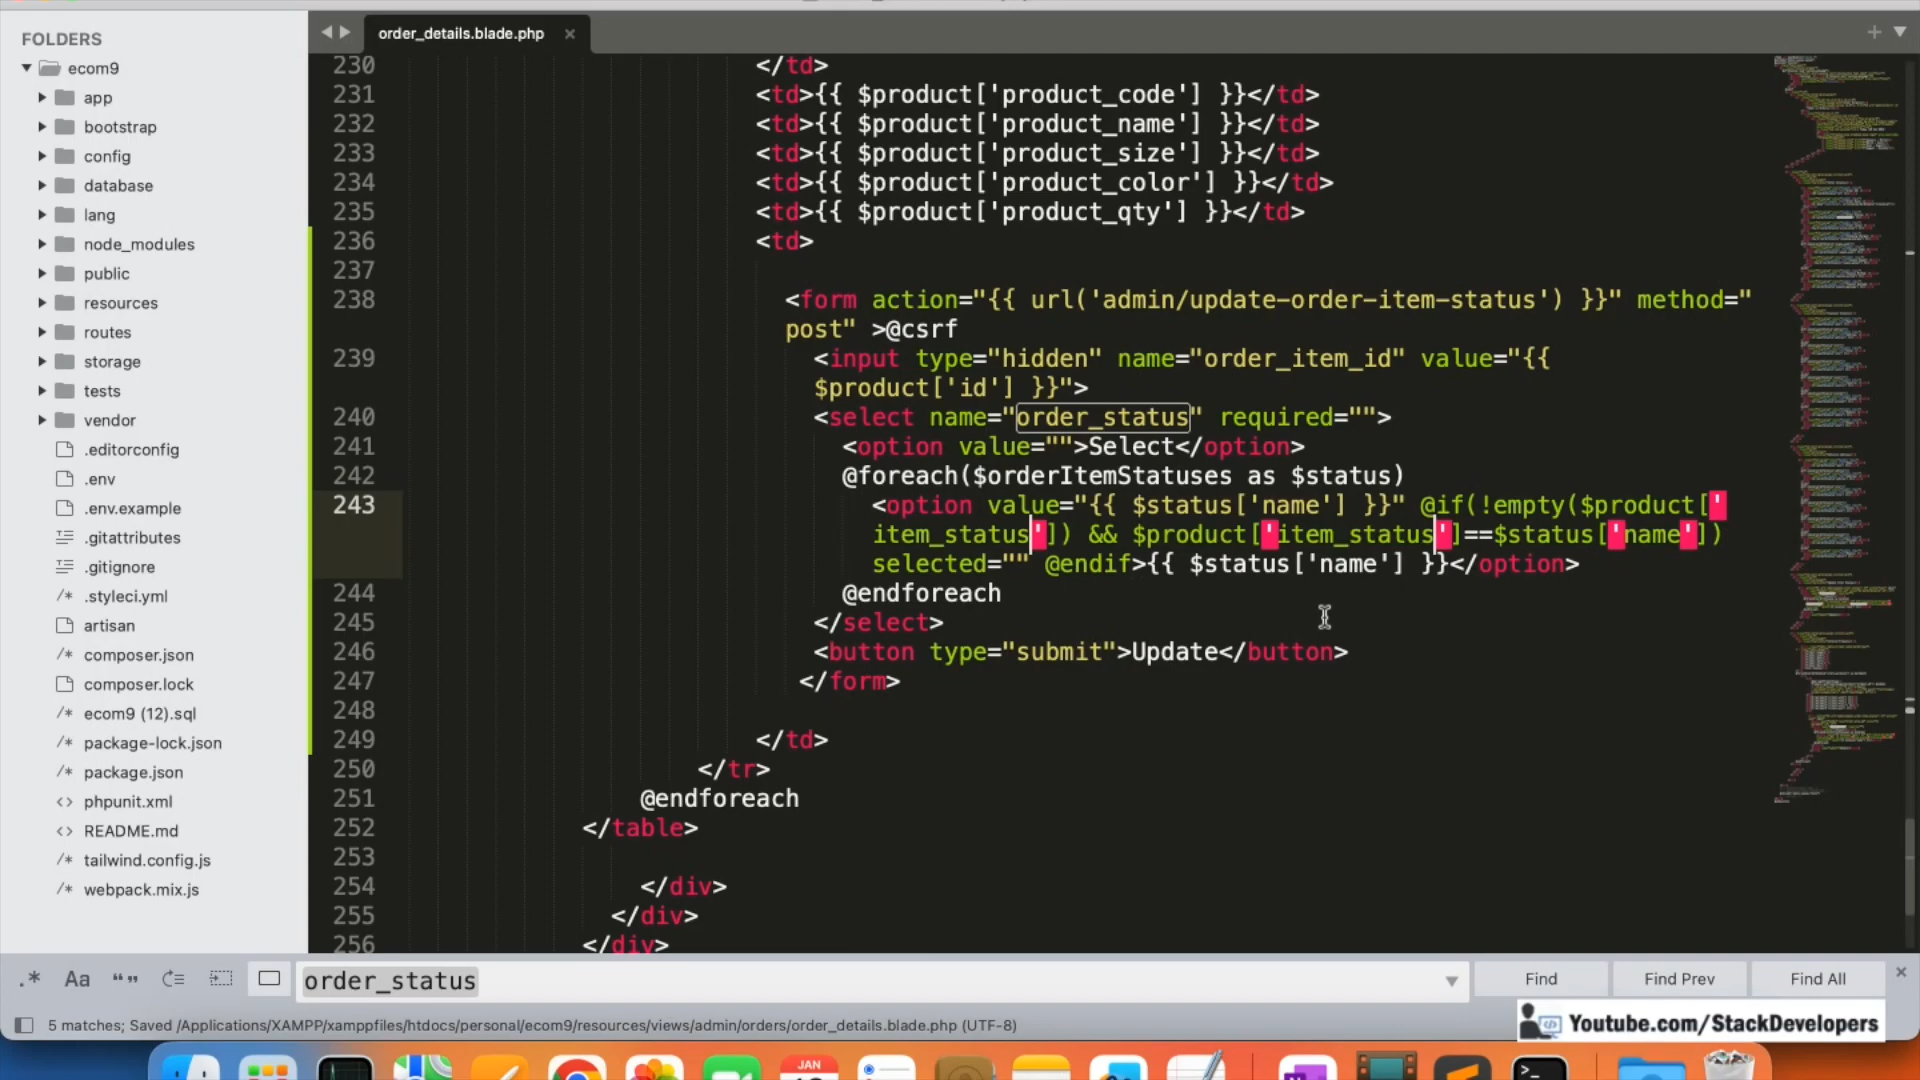 FOLDERS
ecom9
app
bootstrap
config
database
lang
node_modules
public
resources
routes
storage
tests
vendor
.editorconfig
.env
.env.example
.gitattributes
.gitignore
.styleci.yml
artisan
composer.json
composer.lock
ecom9 (12).sql
package-lock.json
package.json
phpunit.xml
README.md
tailwind.config.js
webpack.mix.js
order_details.blade.php
230 </td>
231 <td>{{ $product['product_code'] }}</td>
232 <td>{{ $product['product_name'] }}</td>
233 <td>{{ $product['product_size'] }}</td>
234 <td>{{ $product['product_color'] }}</td>
235 <td>{{ $product['product_qty'] }}</td>
236 <td>
237
238 <form action="{{ url('admin/update-order-item-status') }}" method="
post" >@csrf
239 <input type="hidden" name="order_item_id" value="{{
$product['id'] }}">
240 <select name="order_status" required="">
241 <option value="">Select</option>
242 @foreach($orderItemStatuses as $status)
243 <option value="{{ $status['name'] }}" @if(!empty($product['
item_status']) && $product['item_status']==$status['name'])
selected="" @endif>{{ $status['name'] }}</option>
244 @endforeach
245 </select>
246 <button type="submit">Update</button>
247 </form>
248
249 </td>
250 </tr>
251 @endforeach
252 </table>
253
254 </div>
255 </div>
256 </div>
.* Aa “ ” order_status Find Find Prev Find All
5 matches; Saved /Applications/XAMPP/xamppfiles/htdocs/personal/ecom9/resources/views/admin/orders/order_details.blade.php (UTF-8)
Youtube.com/StackDevelopers
JAN